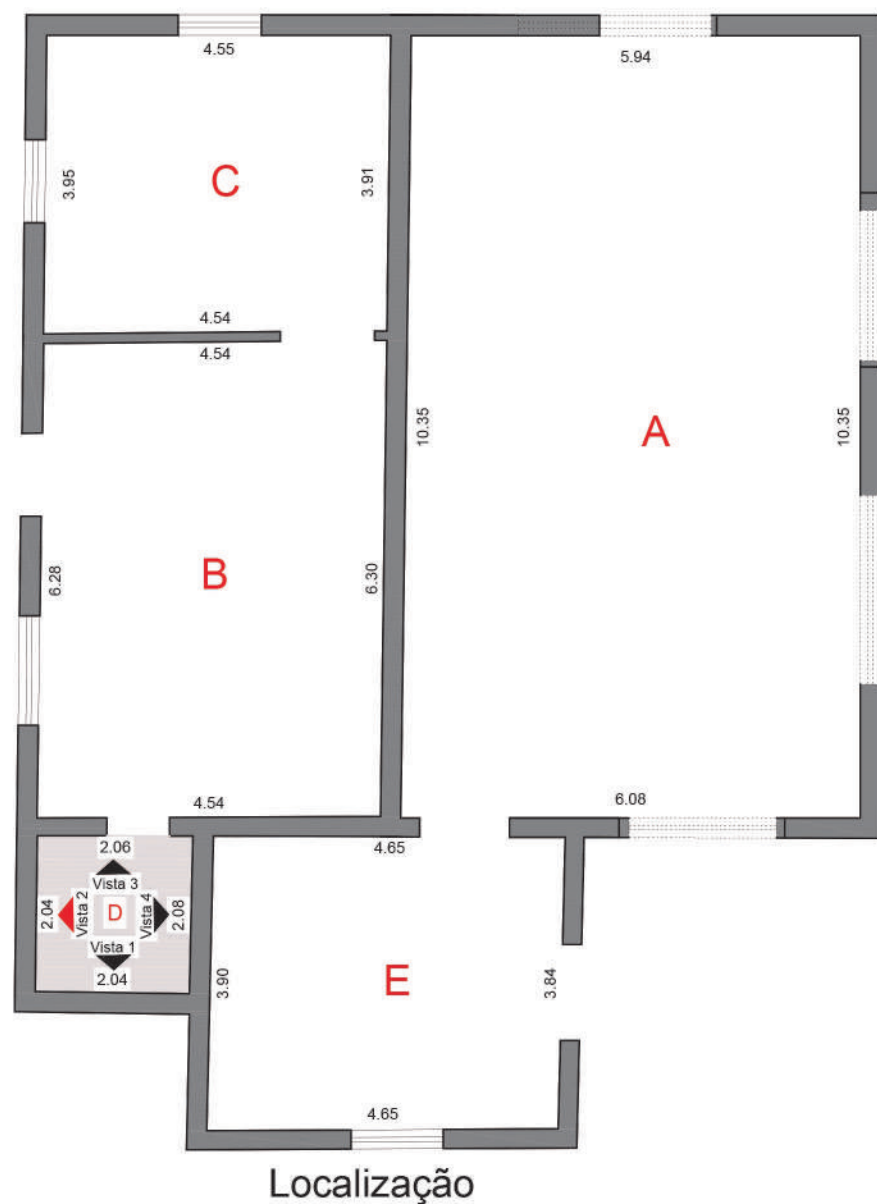 4.55
5.94
3.95
C
3.91
4.54
4.54
10.35
A
10.35
6.28
B
6.30
4.54
6.08
2.06
4.65
Vista 3
2.04
Vista 2
D
Vista 4
2.08
Vista 1
2.04
3.90
E
3.84
4.65
Localização